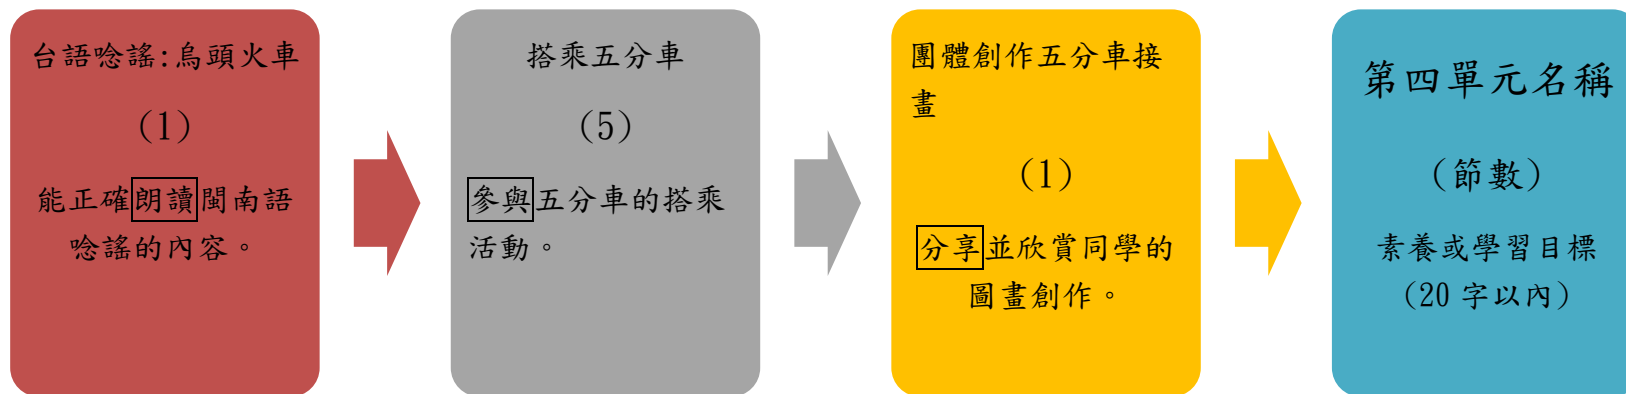 台語唸謠:烏頭火車
(1)
能正確朗讀閩南語
唸謠的內容。
搭乘五分車
(5)
參與五分車的搭乘
活動。
團體創作五分車接
畫
(1)
分享並欣賞同學的
圖畫創作。
第四單元名稱
(節數)
素養或學習目標
(20 字以內)